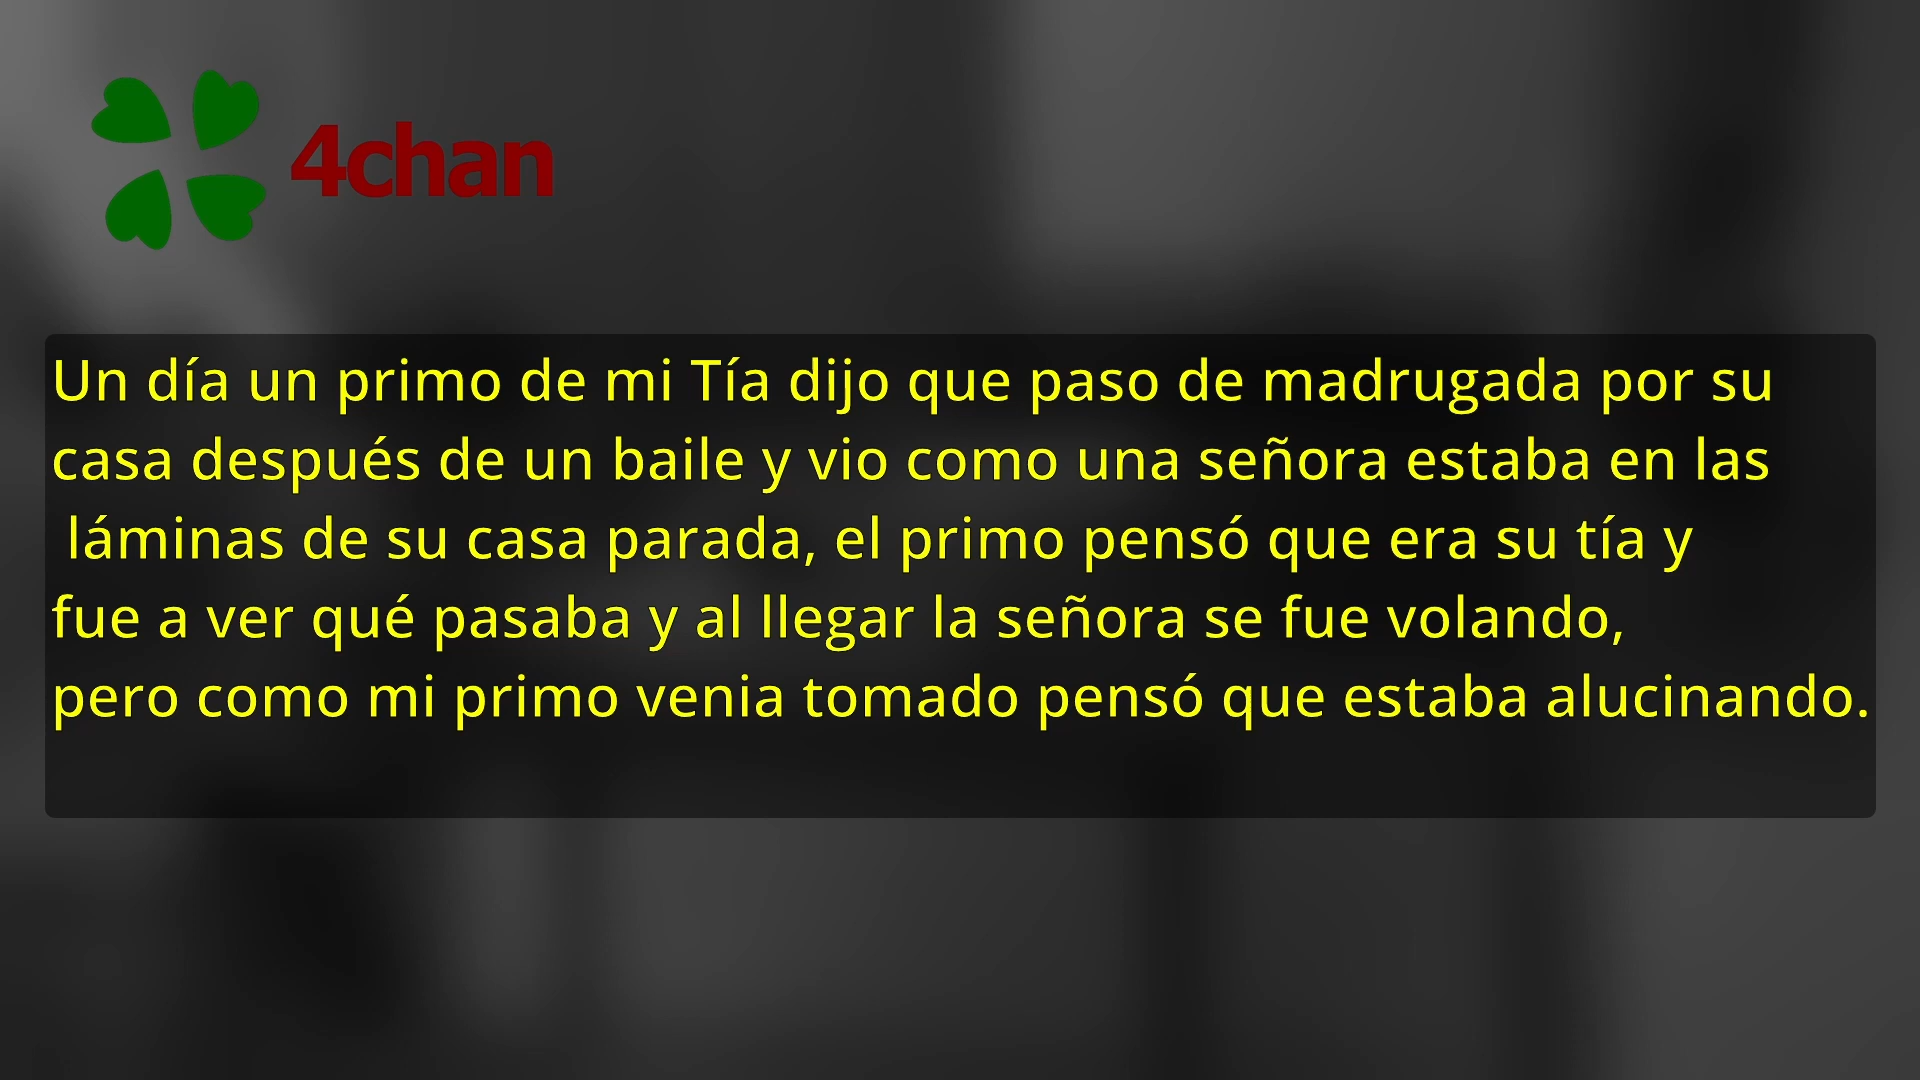 4chan
Un día un primo de mi Tía dijo que paso de madrugada por su
casa después de un baile y vio como una señora estaba en las
láminas de su casa parada, el primo pensó que era su tía y
fue a ver qué pasaba y al llegar la señora se fue volando,
pero como mi primo venia tomado pensó que estaba alucinando.